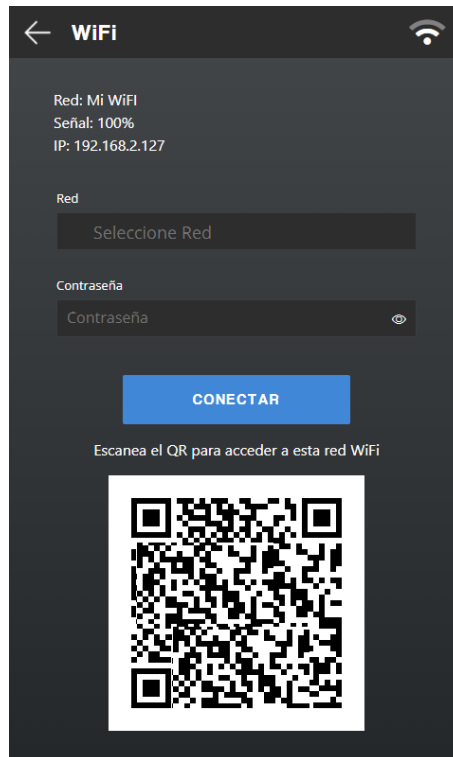 WiFi
Red: Mi WiFI
Señal: 100%
IP: 192.168.2.127
Red
Seleccione Red
Contraseña
Contraseña
CONECTAR
Escanea el QR para acceder a esta red WiFi